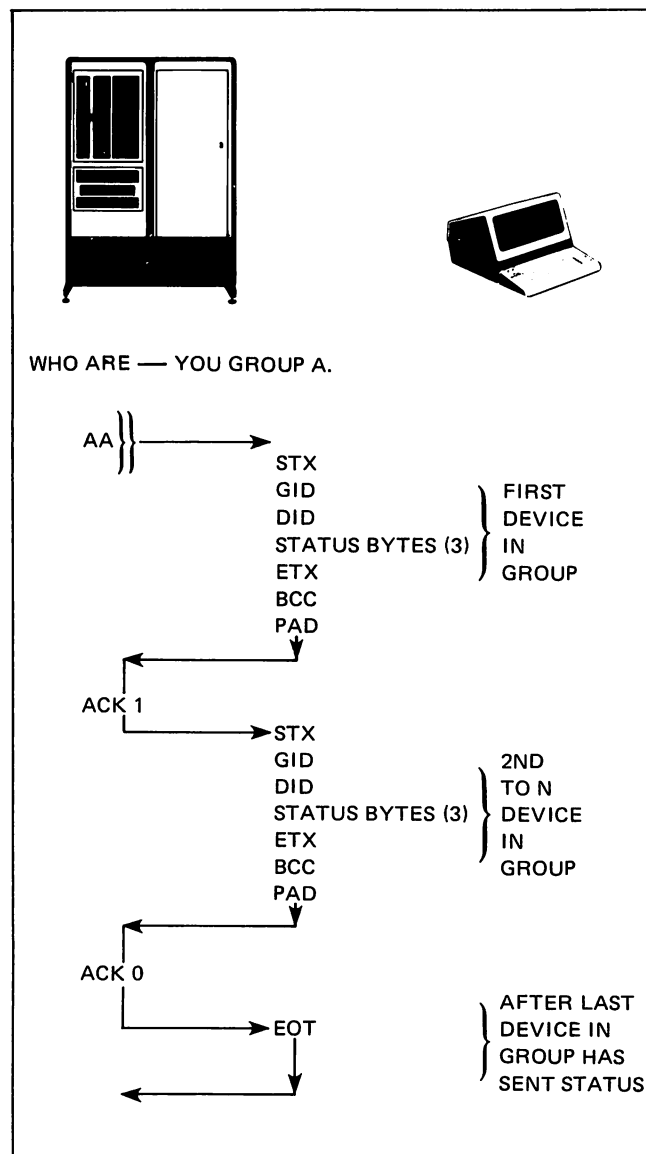 WHO ARE — YOU GROUP A.
AA
STX
GID
DID
STATUS BYTES (3)
ETX
BCC
PAD
FIRST
DEVICE
IN
GROUP
ACK 1
STX
GID
DID
STATUS BYTES (3)
ETX
BCC
PAD
2ND
TO N
DEVICE
IN
GROUP
ACK 0
EOT
AFTER LAST
DEVICE IN
GROUP HAS
SENT STATUS